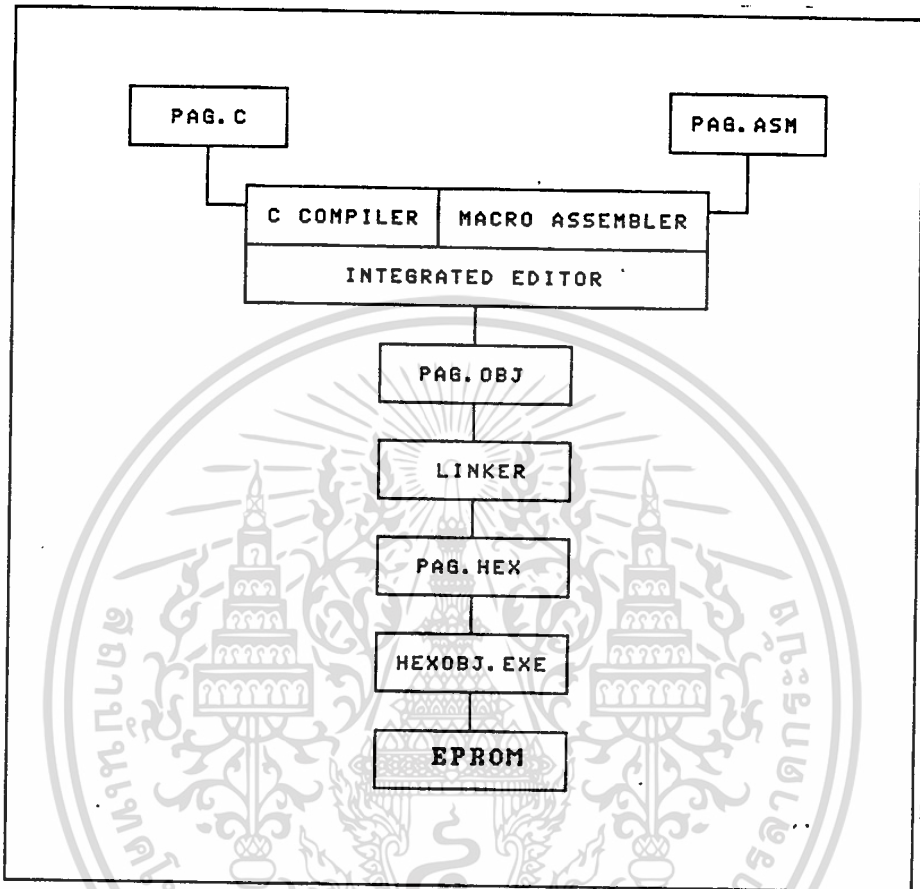 PAG.C
PAG.ASM
C COMPILER
MACRO ASSEMBLER
INTEGRATED EDITOR
PAG.OBJ
LINKER
PAG.HEX
HEXOBJ.EXE
EPROM